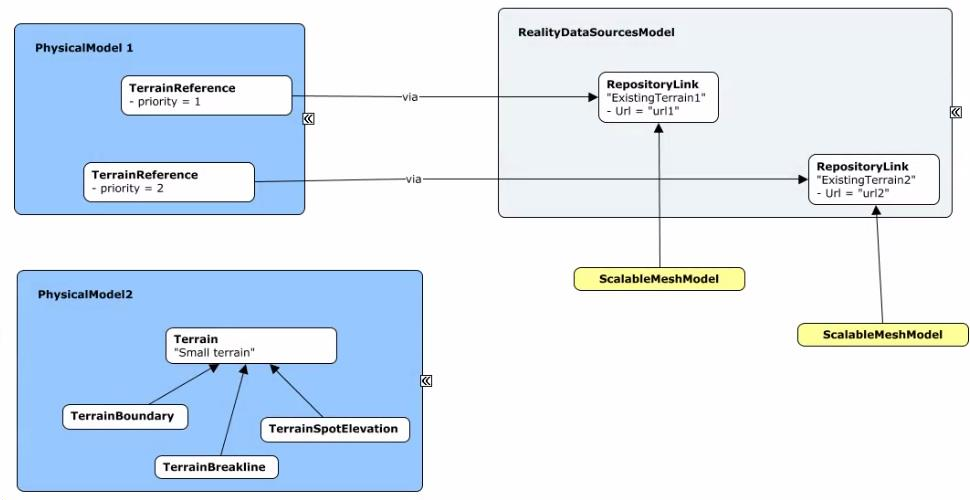 PhysicalModel 1
TerrainReference
- priority = 1
TerrainReference
- priority = 2
via
via
RealityDataSourcesModel
RepositoryLink
"ExistingTerrain1"
- Url = "url1"
RepositoryLink
"ExistingTerrain2"
- Url = "url2"
ScalableMeshModel
ScalableMeshModel
PhysicalModel2
Terrain
"Small terrain"
TerrainBoundary
TerrainSpotElevation
TerrainBreakline